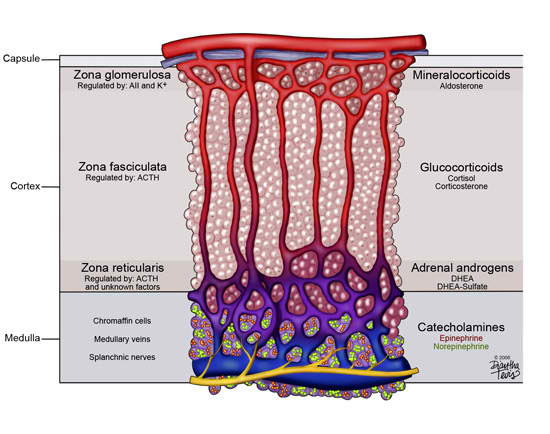 Capsule
Zona glomerulosa
Regulated by: AII and K+
Mineralocorticoids
Aldosterone
Cortex
Zona fasciculata
Regulated by: ACTH
Glucocorticoids
Cortisol
Corticosterone
Zona reticularis
Regulated by: ACTH
and unknown factors
Adrenal androgens
DHEA
DHEA-Sulfate
Medulla
Chromaffin cells
Medullary veins
Splanchnic nerves
Catecholamines
Epinephrine
Norepinephrine
© 2006